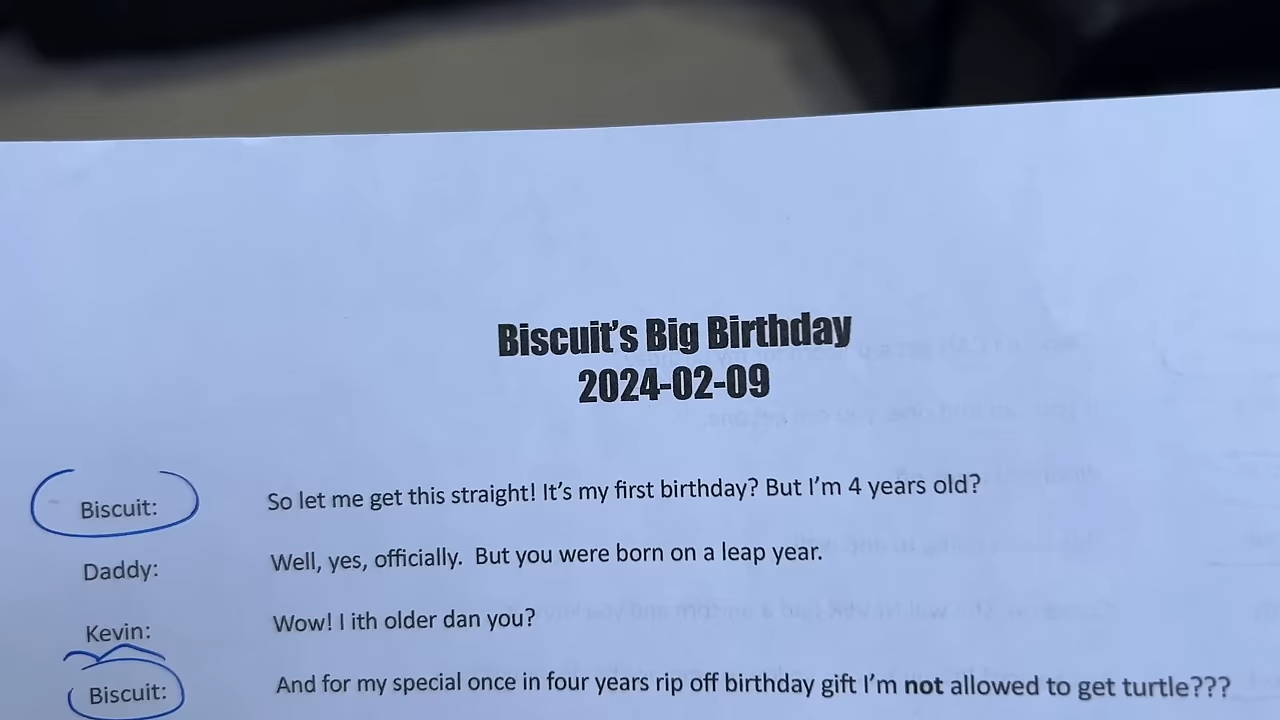 Biscuit's Big Birthday
2024-02-09
Biscuit: So let me get this straight! It's my first birthday? But I'm 4 years old?
Daddy: Well, yes, officially. But you were born on a leap year.
Kevin: Wow! I ith older dan you?
Biscuit: And for my special once in four years rip off birthday gift I'm not allowed to get turtle???